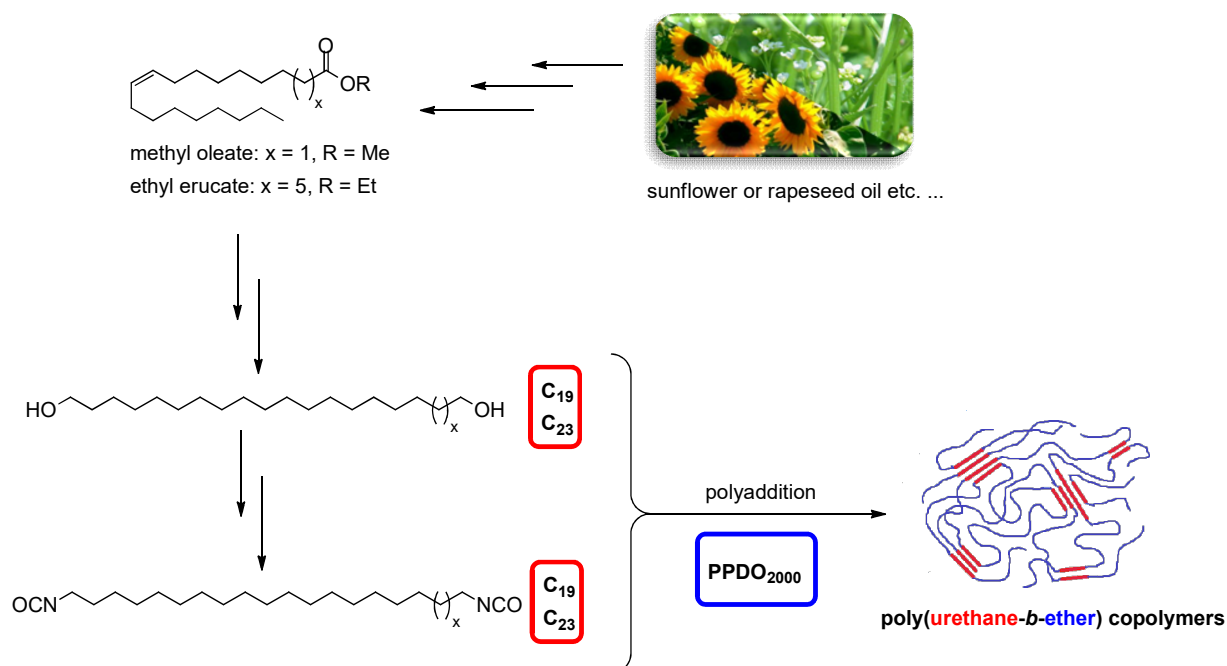 O
OR
x
methyl oleate: x = 1, R = Me
ethyl erucate: x = 5, R = Et
sunflower or rapeseed oil etc. ...
HO
OH
x
C19
C23
polyaddition
PPDO2000
OCN
NCO
x
C19
C23
poly(urethane-b-ether) copolymers